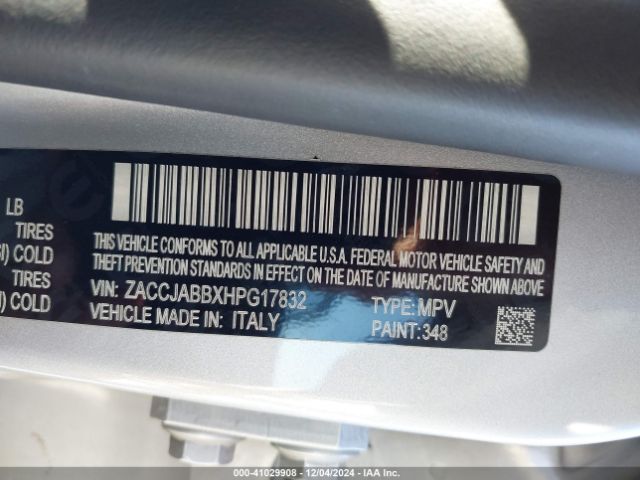 LB
TIRES
COLD
TIRES
COLD
THIS VEHICLE CONFORMS TO ALL APPLICABLE U.S.A. FEDERAL MOTOR VEHICLE SAFETY AND
THEFT PREVENTION STANDARDS IN EFFECT ON THE DATE OF MANUFACTURE SHOWN ABOVE
VIN: ZACCJABBXHPG17832 TYPE: MPV
VEHICLE MADE IN: ITALY PAINT: 348
000-41029908 - 12/04/2024 - IAA Inc.